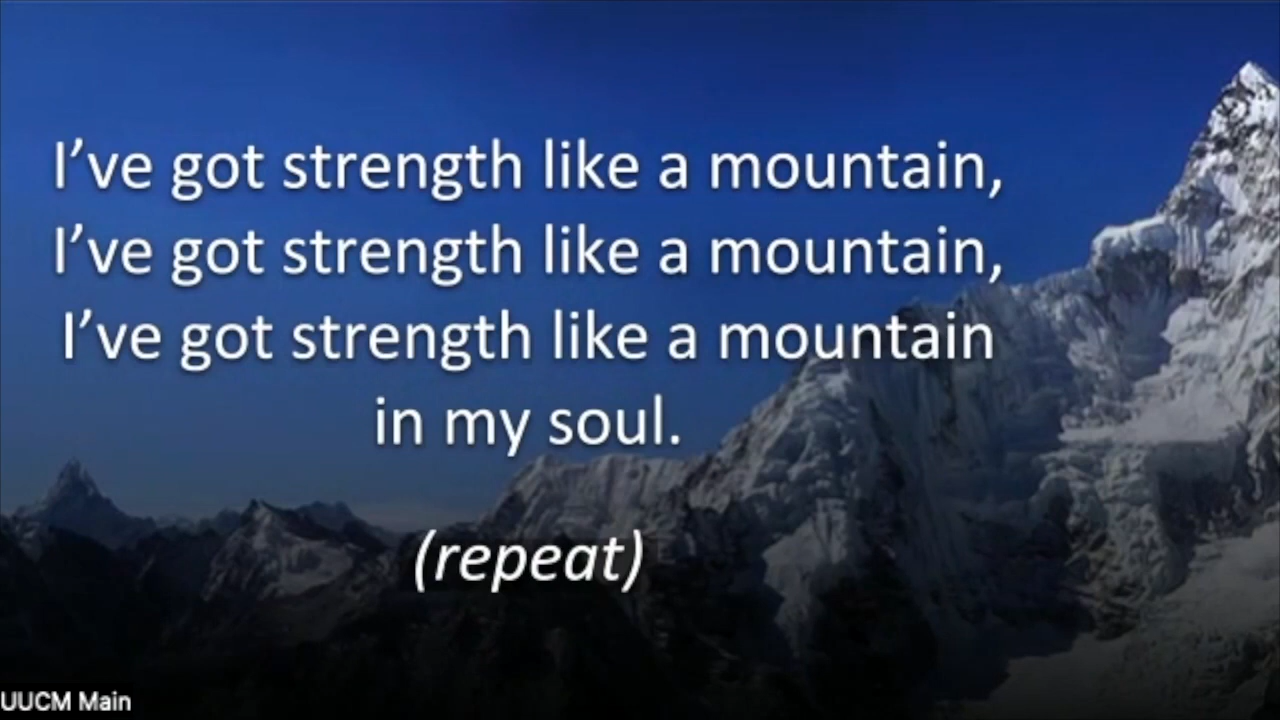 I’ve got strength like a mountain,
I’ve got strength like a mountain,
I’ve got strength like a mountain
in my soul.
(repeat)
UUCM Main